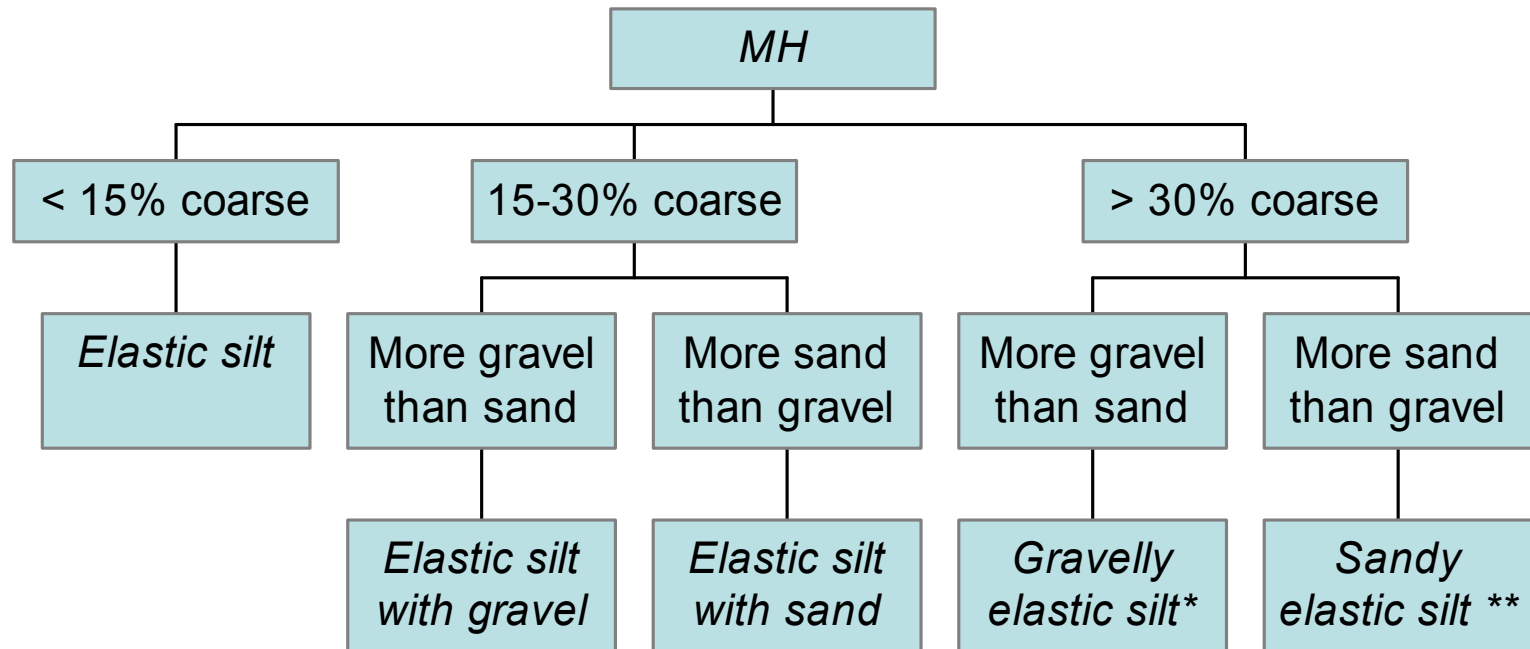 MH
< 15% coarse
15-30% coarse
> 30% coarse
Elastic silt
More gravel
than sand
More sand
than gravel
More gravel
than sand
More sand
than gravel
Elastic silt
with gravel
Elastic silt
with sand
Gravelly
elastic silt*
Sandy
elastic silt **